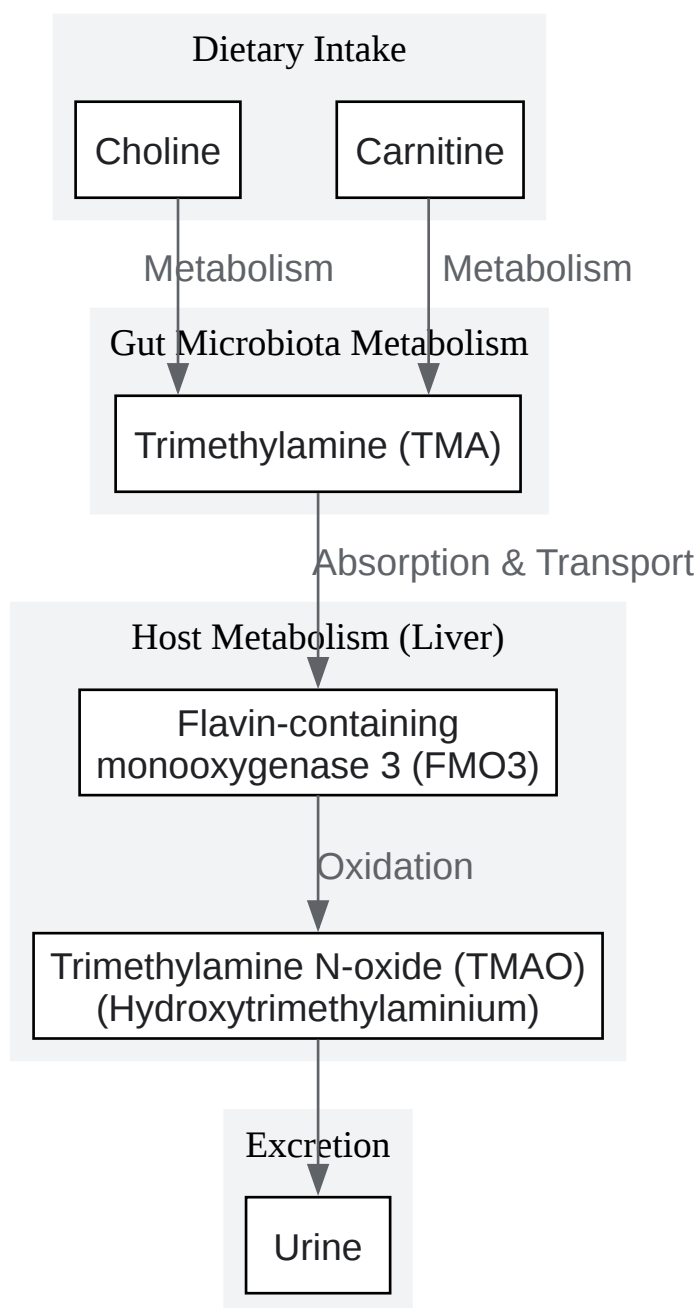 Dietary Intake
Choline
Carnitine
Metabolism
Metabolism
Gut Microbiota Metabolism
Trimethylamine (TMA)
Absorption & Transport
Host Metabolism (Liver)
Flavin-containing
monooxygenase 3 (FMO3)
Oxidation
Trimethylamine N-oxide (TMAO)
(Hydroxytrimethylaminium)
Excretion
Urine